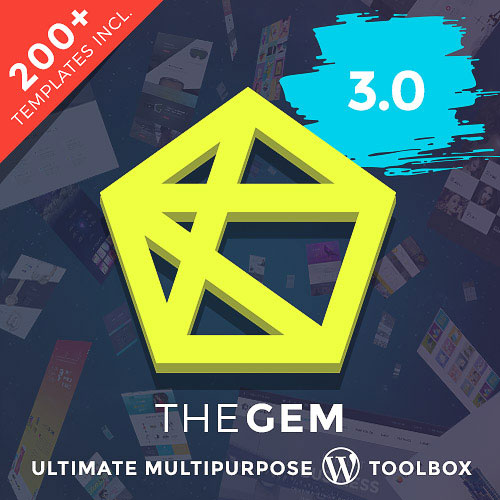 200+
TEMPLATES INCL.
3.0
THEGEM
ULTIMATE MULTIPURPOSE TOOLBOX